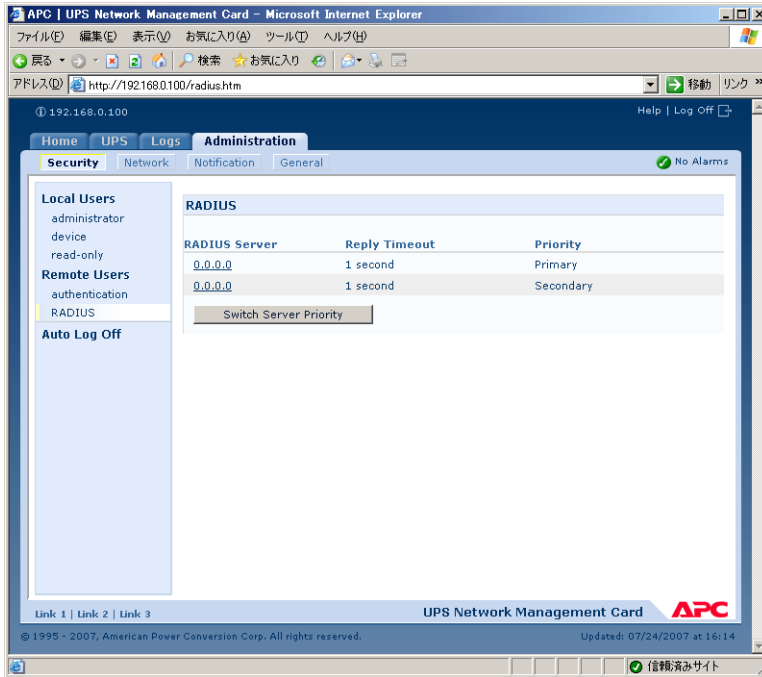 APC | UPS Network Management Card - Microsoft Internet Explorer
ファイル(F) 編集(E) 表示(V) お気に入り(A) ツール(T) ヘルプ(H)
戻る 検索 お気に入り
アドレス(D) http://192.168.0.100/radius.htm 移動 リンク »
192.168.0.100 Help | Log Off
Home UPS Logs Administration
Security Network Notification General No Alarms
Local Users
administrator
device
read-only
Remote Users
authentication
RADIUS
Auto Log Off
RADIUS
RADIUS Server Reply Timeout Priority
0.0.0.0 1 second Primary
0.0.0.0 1 second Secondary
Switch Server Priority
Link 1 | Link 2 | Link 3 UPS Network Management Card APC
© 1995 - 2007, American Power Conversion Corp. All rights reserved. Updated: 07/24/2007 at 16:14
信頼済みサイト